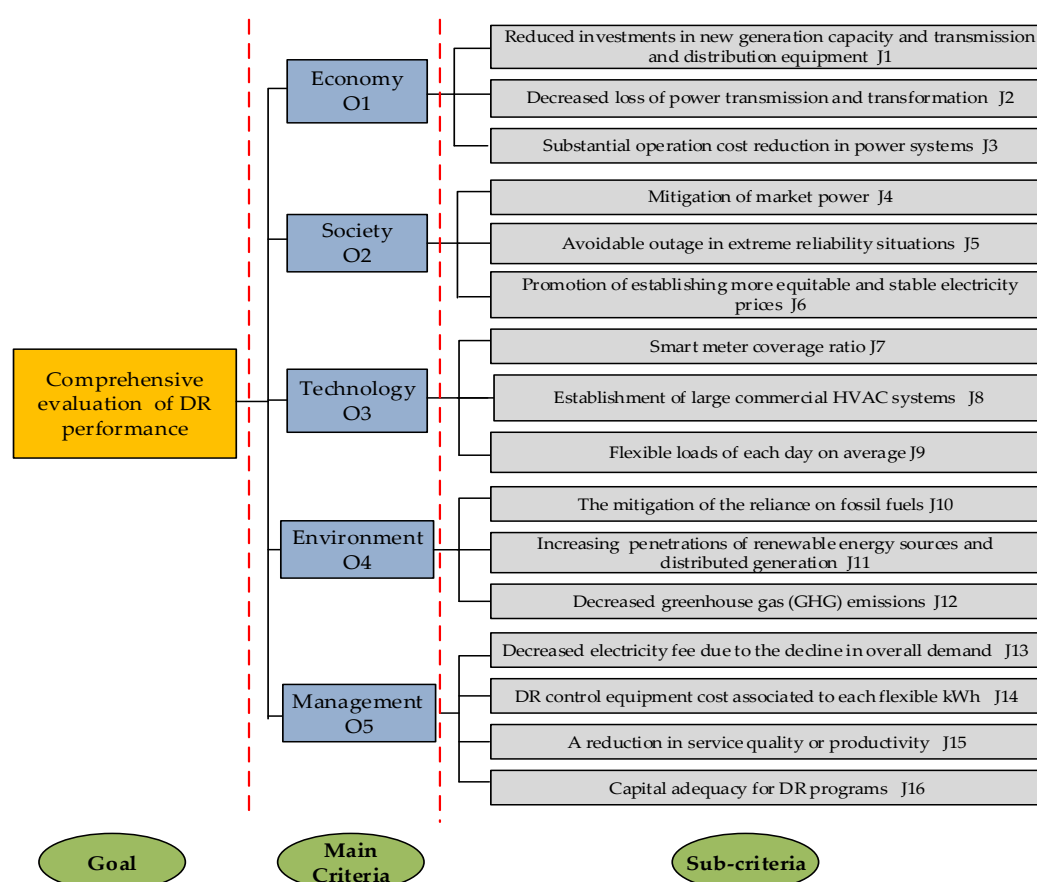 Comprehensive
evaluation of DR
performance
Economy
O1
Reduced investments in new generation capacity and transmission
and distribution equipment J1
Decreased loss of power transmission and transformation J2
Substantial operation cost reduction in power systems J3
Society
O2
Mitigation of market power J4
Avoidable outage in extreme reliability situations J5
Promotion of establishing more equitable and stable electricity
prices J6
Technology
O3
Smart meter coverage ratio J7
Establishment of large commercial HVAC systems J8
Flexible loads of each day on average J9
Environment
O4
The mitigation of the reliance on fossil fuels J10
Increasing penetrations of renewable energy sources and
distributed generation J11
Decreased greenhouse gas (GHG) emissions J12
Management
O5
Decreased electricity fee due to the decline in overall demand J13
DR control equipment cost associated to each flexible kWh J14
A reduction in service quality or productivity J15
Capital adequacy for DR programs J16
Goal
Main
Criteria
Sub-criteria